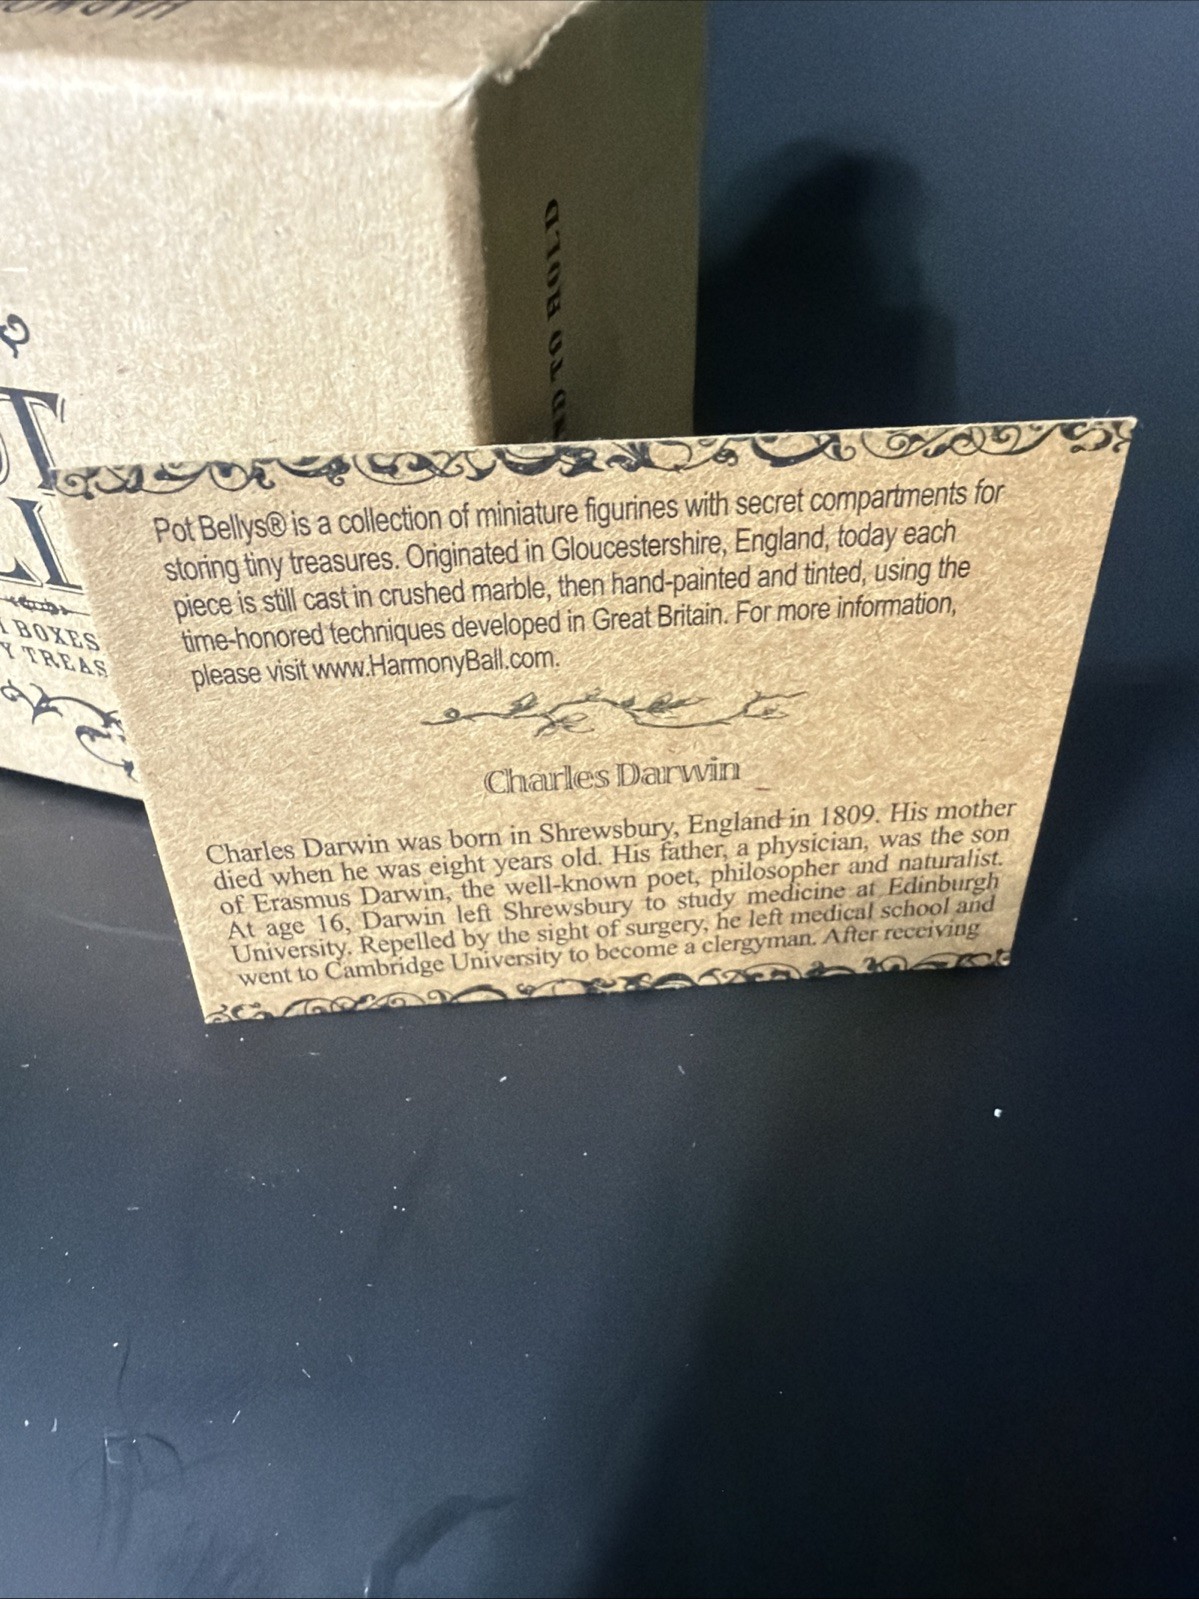 AND TO HOLD
BOXES
TREAS
Pot Bellys® is a collection of miniature figurines with secret compartments for
storing tiny treasures. Originated in Gloucestershire, England, today each
piece is still cast in crushed marble, then hand-painted and tinted, using the
time-honored techniques developed in Great Britain. For more information,
please visit www.HarmonyBall.com.
Charles Darwin
Charles Darwin was born in Shrewsbury, England in 1809. His mother
died when he was eight years old. His father, a physician, was the son
of Erasmus Darwin, the well-known poet, philosopher and naturalist.
At age 16, Darwin left Shrewsbury to study medicine at Edinburgh
University. Repelled by the sight of surgery, he left medical school and
went to Cambridge University to become a clergyman. After receiving